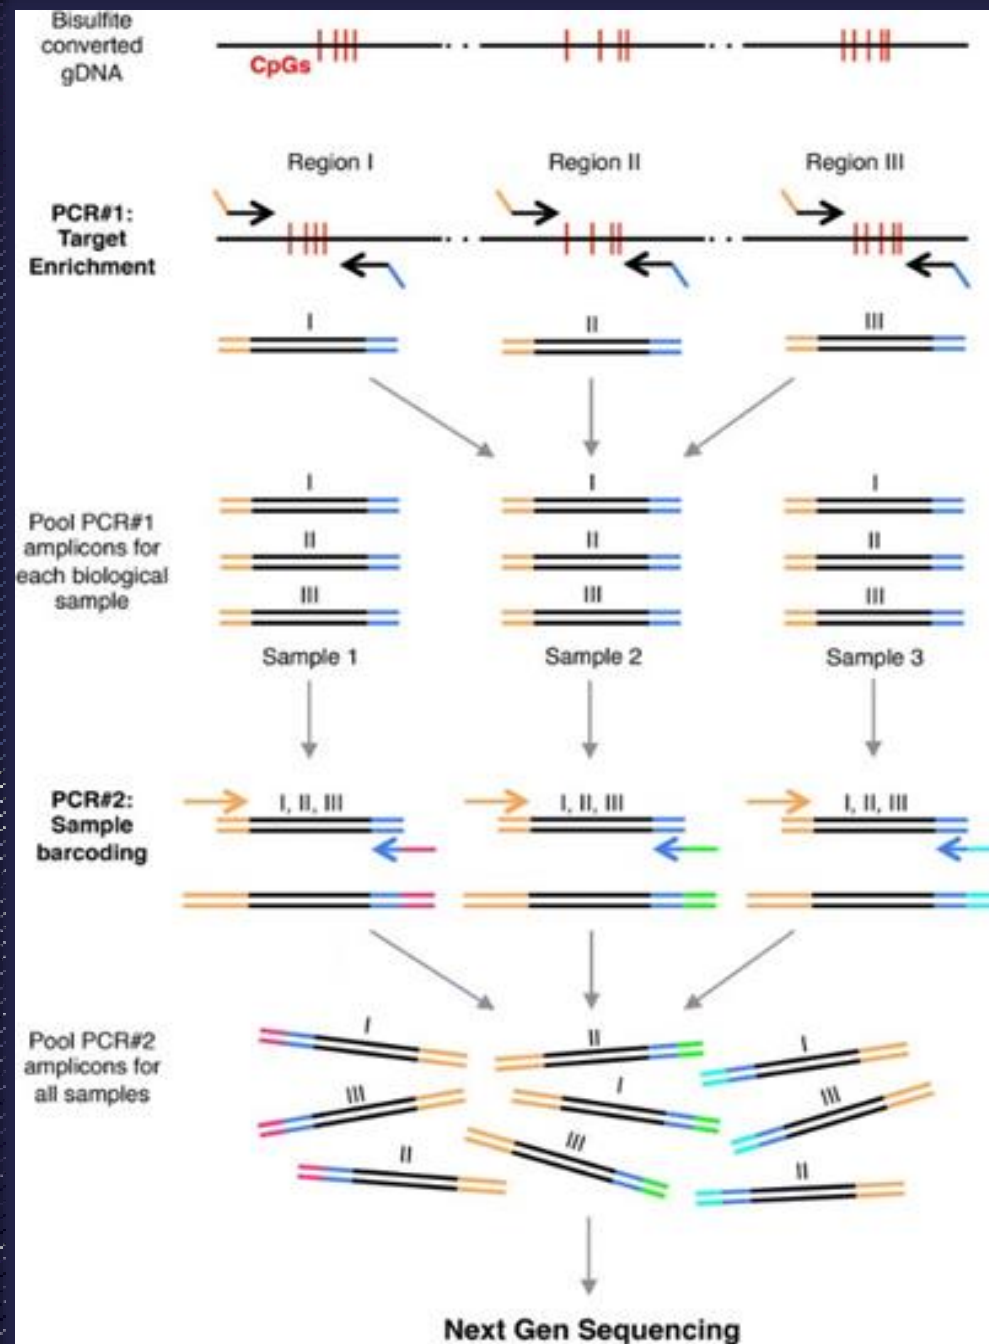 Bisulfite
converted
gDNA
CpGs
Region I
Region II
Region III
PCR#1:
Target
Enrichment
I
II
III
Pool PCR#1
amplicons for
each biological
sample
I
I
I
II
II
II
III
III
III
Sample 1
Sample 2
Sample 3
PCR#2:
Sample
barcoding
I, II, III
I, II, III
I, II, III
Pool PCR#2
amplicons for
all samples
I
II
I
III
I
III
II
III
II
Next Gen Sequencing